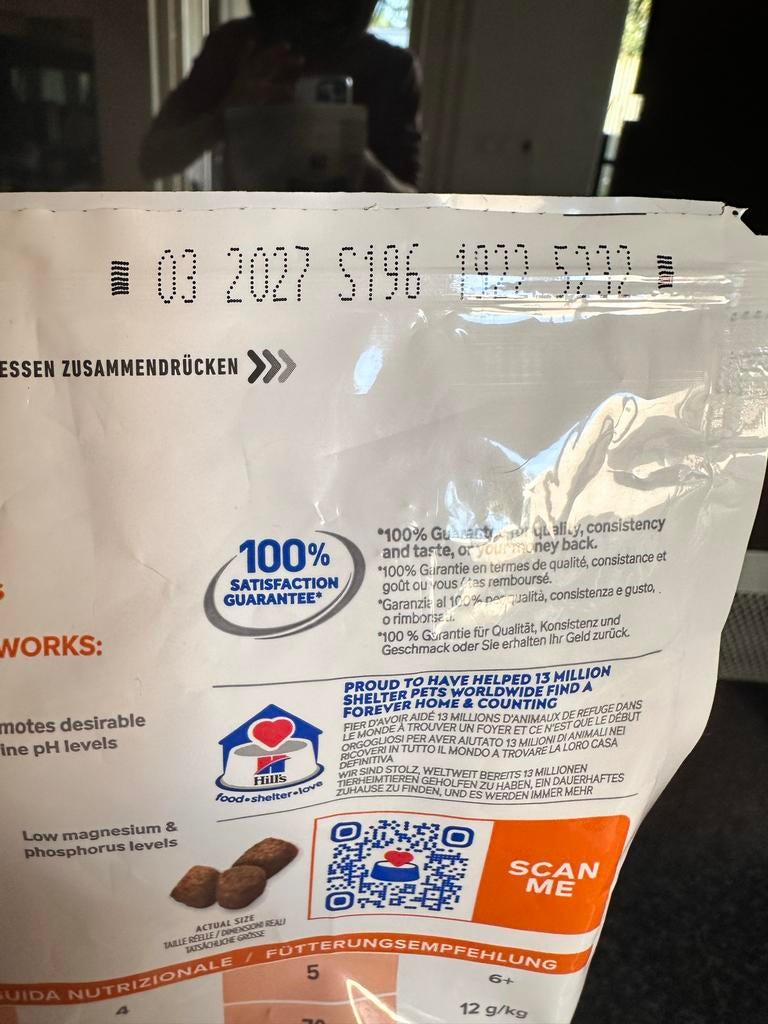 03 2027 S196 1922 5232
ESSEN ZUSAMMENDRÜCKEN
100%
SATISFACTION
GUARANTEE*
*100% quality, consistency
and taste, or your money back.
*100% Garantie en termes de qualité, consistance et
goût ou vous remboursé.
*Garanzia al 100% per qualità, consistenza e gusto,
o rimborsati.
*100 % Garantie für Qualität, Konsistenz und
Geschmack oder Sie erhalten Ihr Geld zurück.
S
WORKS:
motes desirable
ine pH levels
PROUD TO HAVE HELPED 13 MILLION
SHELTER PETS WORLDWIDE FIND A
FOREVER HOME & COUNTING
FIER D'AVOIR AIDÉ 13 MILLIONS D'ANIMAUX DE REFUGE DANS
LE MONDE À TROUVER UN FOYER ET CE N'EST QUE LE DÉBUT
ORGOGLIOSI PER AVER AIUTATO 13 MILIONI DI ANIMALI NEI
RICOVERI IN TUTTO IL MONDO A TROVARE LA LORO CASA
DEFINITIVA
WIR SIND STOLZ, WELTWEIT BEREITS 13 MILLIONEN
TIERHEIMTIEREN GEHOLFEN ZU HABEN, EIN DAUERHAFTES
ZUHAUSE ZU FINDEN, UND ES WERDEN IMMER MEHR
Hill's
food•shelter•love
Low magnesium &
phosphorus levels
ACTUAL SIZE
TAILLE RÉELLE / DIMENSIONI REALI
TATSÄCHLICHE GRÖSSE
SCAN
ME
GUIDA NUTRIZIONALE / FÜTTERUNGSEMPFEHLUNG
4
5
6+
12 g/kg